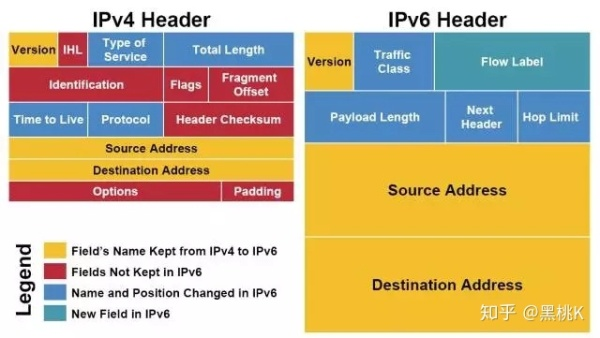 IPv4 Header
Version IHL Type of Service Total Length
Identification Flags Fragment Offset
Time to Live Protocol Header Checksum
Source Address
Destination Address
Options Padding
IPv6 Header
Version Traffic Class Flow Label
Payload Length Next Header Hop Limit
Source Address
Destination Address
Legend
Field's Name Kept from IPv4 to IPv6
Fields Not Kept in IPv6
Name and Position Changed in IPv6
New Field in IPv6
知乎 @黑桃K